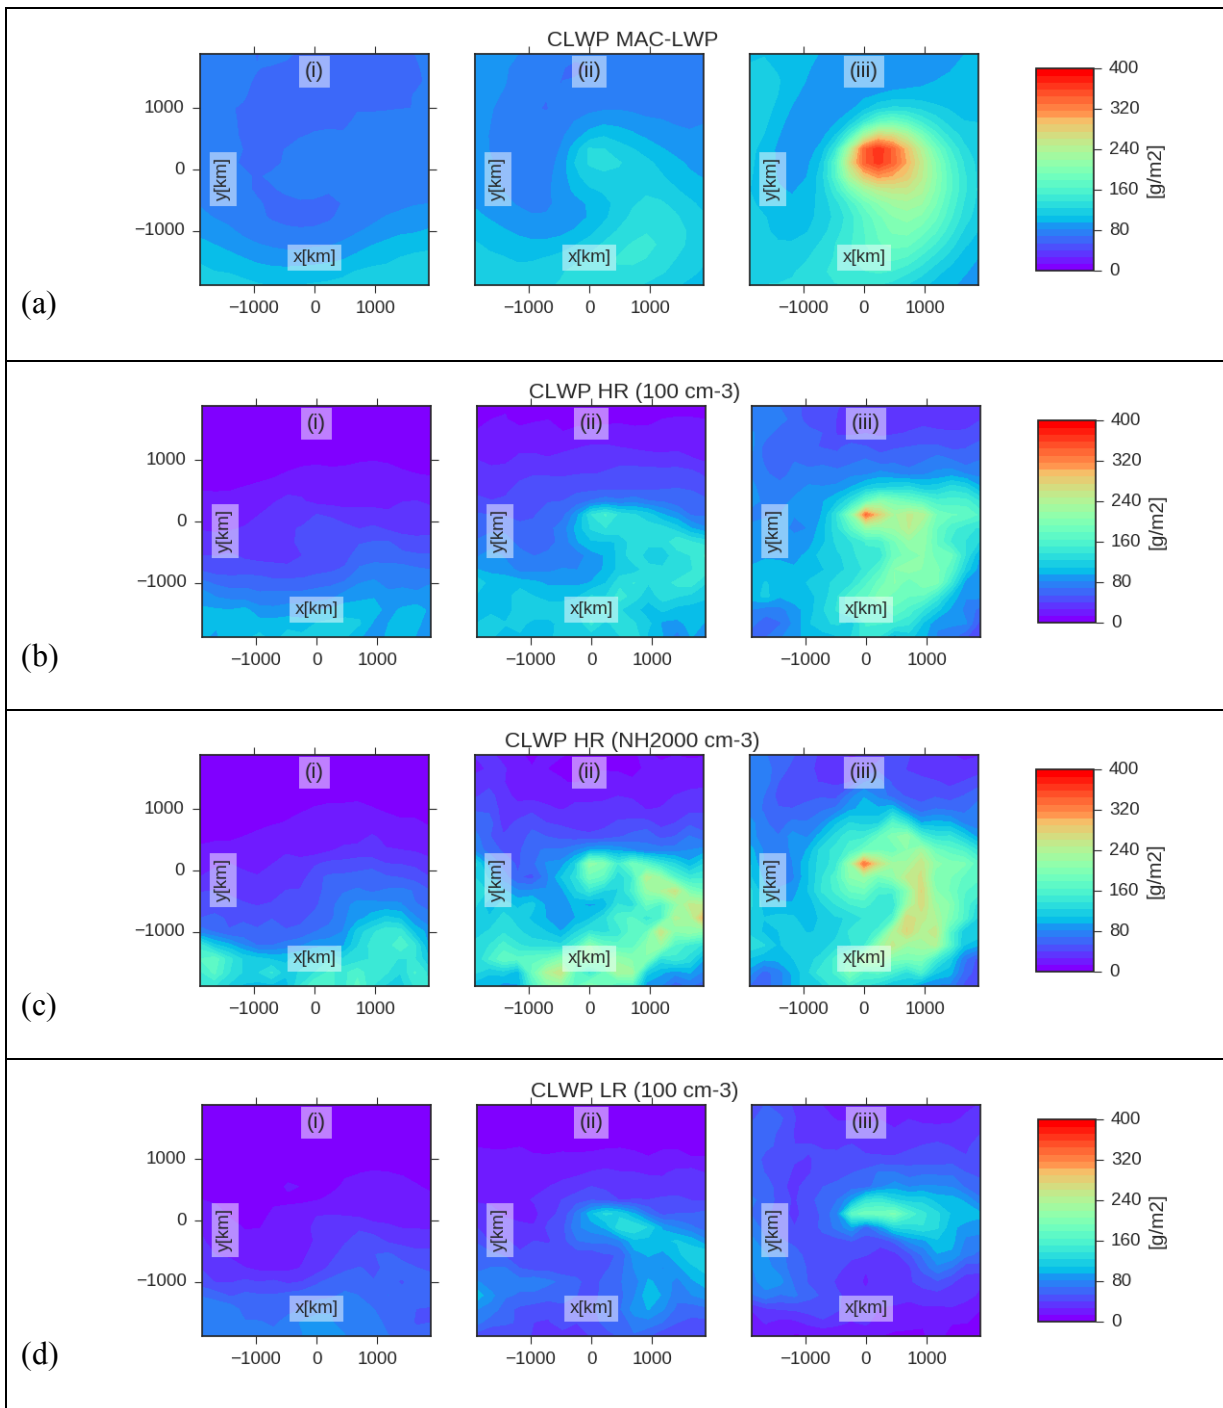 CLWP MAC-LWP
(i) (ii) (iii)
1000
0
−1000
y[km] y[km] y[km]
x[km] x[km] x[km]
−1000 0 1000 −1000 0 1000 −1000 0 1000
400
320
240
160
80
0
[g/m2]
(a)
CLWP HR (100 cm-3)
(i) (ii) (iii)
1000
0
−1000
y[km] y[km] y[km]
x[km] x[km] x[km]
−1000 0 1000 −1000 0 1000 −1000 0 1000
400
320
240
160
80
0
[g/m2]
(b)
CLWP HR (NH2000 cm-3)
(i) (ii) (iii)
1000
0
−1000
y[km] y[km] y[km]
x[km] x[km] x[km]
−1000 0 1000 −1000 0 1000 −1000 0 1000
400
320
240
160
80
0
[g/m2]
(c)
CLWP LR (100 cm-3)
(i) (ii) (iii)
1000
0
−1000
y[km] y[km] y[km]
x[km] x[km] x[km]
−1000 0 1000 −1000 0 1000 −1000 0 1000
400
320
240
160
80
0
[g/m2]
(d)